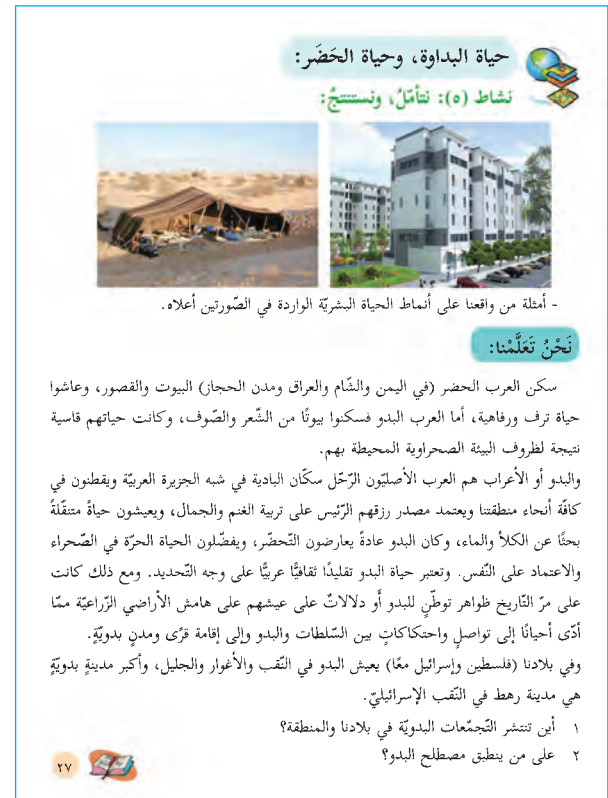 حياة البداوة، وحياة الحَضَر:
نشاط (٥): نتأمّلُ، ونستنتجُ:
- أمثلة من واقعنا على أنماط الحياة البشريّة الواردة في الصّورتين أعلاه.
نَحْنُ تَعَلَّمْنا:
سكن العرب الحضر (في اليمن والشّام والعراق ومدن الحجاز) البيوت والقصور، وعاشوا
حياة ترف ورفاهية، أما العرب البدو فسكنوا بيوتًا من الشّعر والصّوف، وكانت حياتهم قاسية
نتيجة لظروف البيئة الصحراوية المحيطة بهم.
والبدو أو الأعراب هم العرب الأصليّون الرّحّل سكّان البادية في شبه الجزيرة العربيّة ويقطنون في
كافّة أنحاء منطقتنا ويعتمد مصدر رزقهم الرّئيس على تربية الغنم والجمال، ويعيشون حياةً متنقّلةً
بحثًا عن الكلأ والماء، وكان البدو عادةً يعارضون التّحضّر، ويفضّلون الحياة الحرّة في الصّحراء
والاعتماد على النّفس. وتعتبر حياة البدو تقليدًا ثقافيًّا عربيًّا على وجه التّحديد. ومع ذلك كانت
على مرّ التّاريخ ظواهر توطّنٍ للبدو أَو دلالاتٌ على عيشهم على هامش الأراضي الزّراعيّة ممّا
أدّى أحيانًا إلى تواصلٍ واحتكاكاتٍ بين السّلطات والبدو وإلى إقامة قرًى ومدنٍ بدويّةٍ.
وفي بلادنا (فلسطين وإسرائيل معًا) يعيش البدو في النّقب والأغوار والجليل، وأكبر مدينةٍ بدويّةٍ
هي مدينة رهط في النّقب الإسرائيليّ.
١ أين تنتشر التّجمّعات البدويّة في بلادنا والمنطقة؟
٢ على من ينطبق مصطلح البدو؟
٢٧